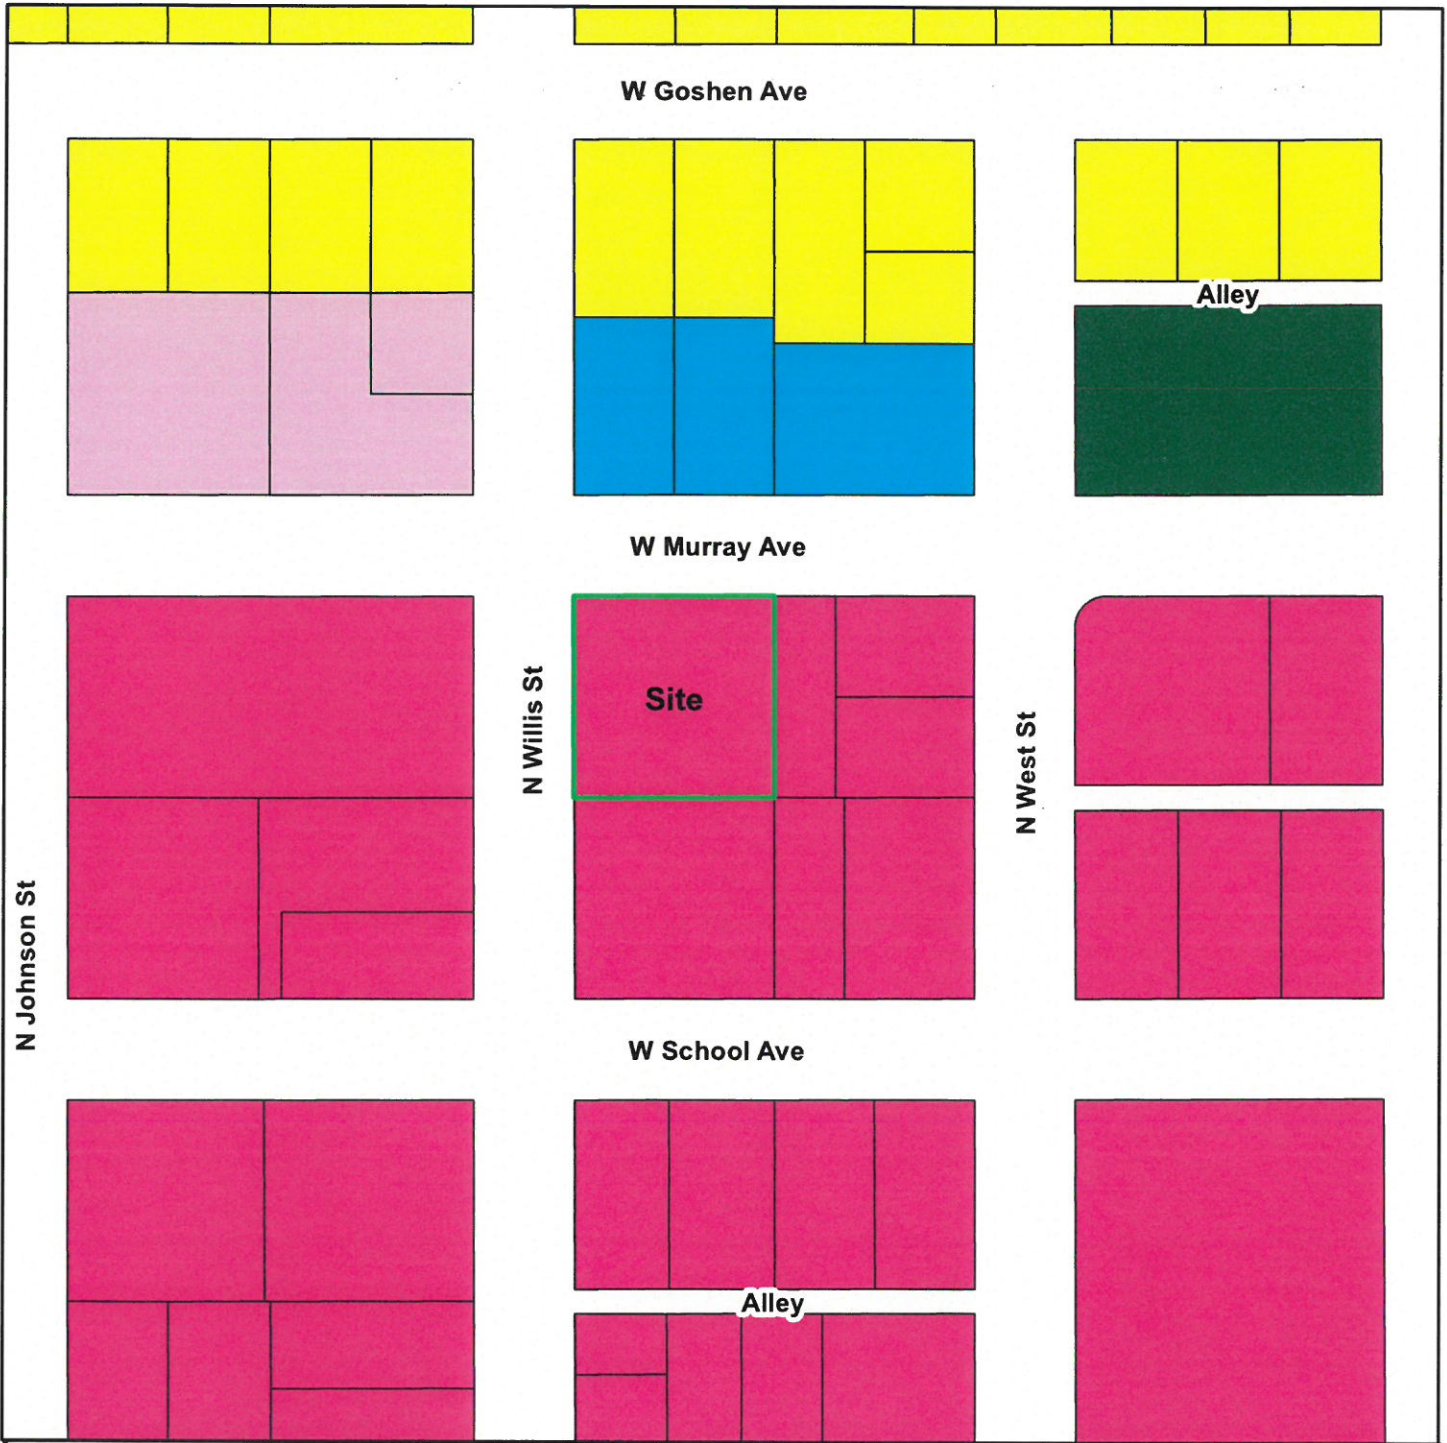 W Goshen Ave
Alley
W Murray Ave
Site
N Willis St
N West St
N Johnson St
W School Ave
Alley